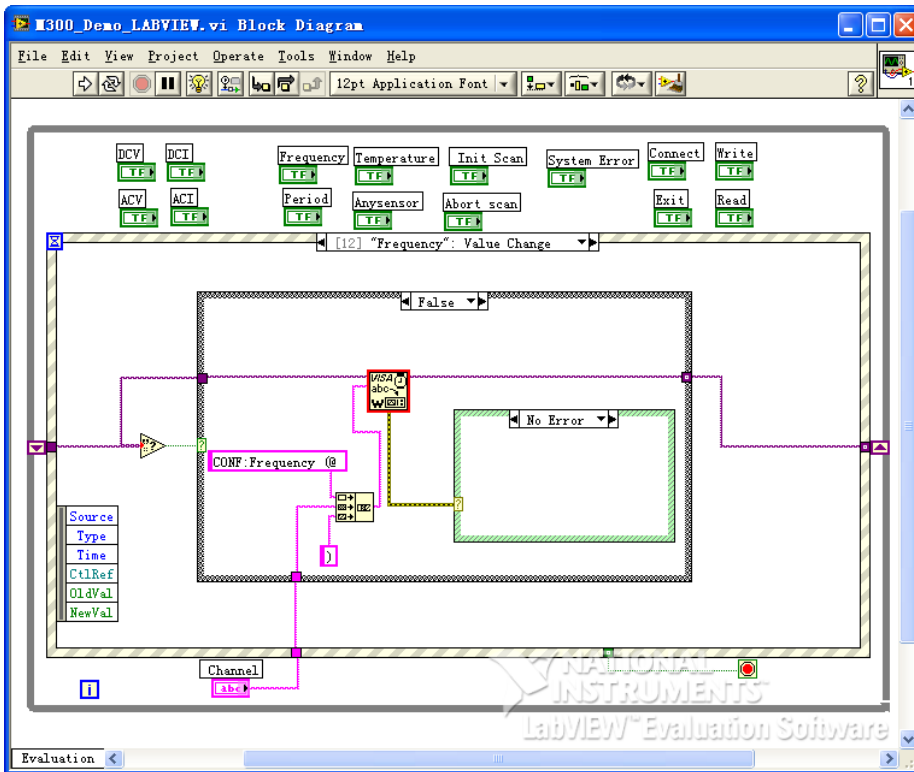 M300_Demo_LABVIEW.vi Block Diagram
File Edit View Project Operate Tools Window Help
12pt Application Font
?
1
DCV DCI Frequency Temperature Init Scan System Error Connect Write
TF TF TF TF TF TF TF TF
ACV ACI Period Anysensor Abort scan Exit Read
TF TF TF TF TF TF TF
[12] "Frequency": Value Change
False
VISA
abc
W
No Error
?
?
?
CONF:Frequency (@
)
Source
Type
Time
CtlRef
OldVal
NewVal
Channel
abc
i
NATIONAL
INSTRUMENTS™
LabVIEW™ Evaluation Software
Evaluation